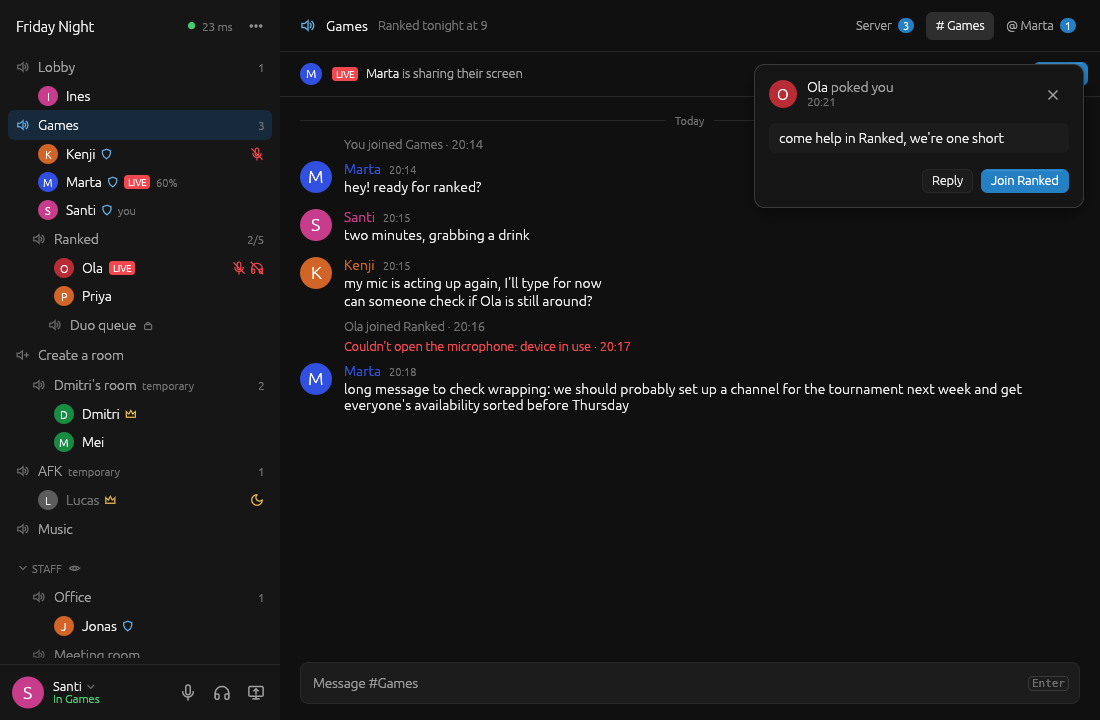 Friday Night
23 ms
Lobby
1
I
Ines
Games
3
K
Kenji
M
Marta
LIVE
60%
S
Santi
you
Ranked
2/5
O
Ola
LIVE
P
Priya
Duo queue
Create a room
Dmitri's room temporary
2
D
Dmitri
M
Mei
AFK temporary
1
L
Lucas
Music
STAFF
Office
1
J
Jonas
Meeting room
S
Santi
In Games
Games
Ranked tonight at 9
Server 3
# Games
@ Marta 1
M
LIVE
Marta is sharing their screen
Today
You joined Games · 20:14
M
Marta 20:14
hey! ready for ranked?
S
Santi 20:15
two minutes, grabbing a drink
K
Kenji 20:15
my mic is acting up again, I'll type for now
can someone check if Ola is still around?
Ola joined Ranked · 20:16
Couldn't open the microphone: device in use · 20:17
M
Marta 20:18
long message to check wrapping: we should probably set up a channel for the tournament next week and get
everyone's availability sorted before Thursday
O
Ola poked you
20:21
come help in Ranked, we're one short
Reply
Join Ranked
Message #Games
Enter